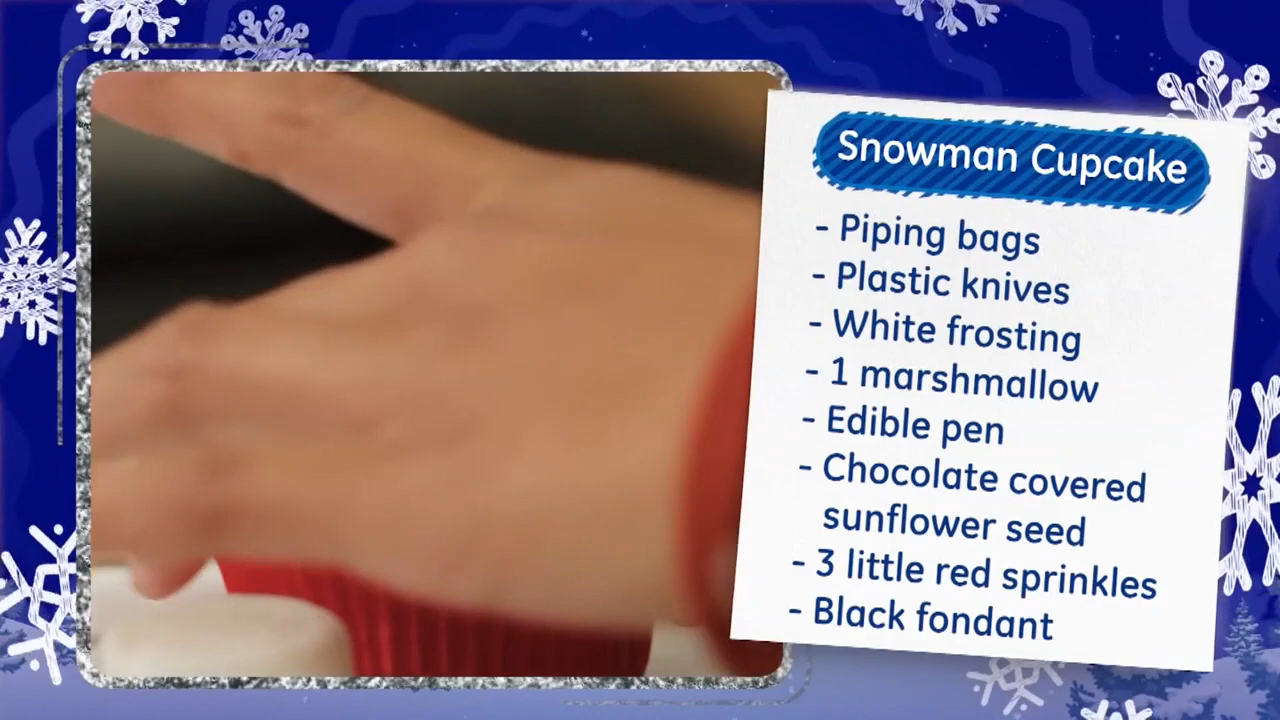 Snowman Cupcake
- Piping bags
- Plastic knives
- White frosting
- 1 marshmallow
- Edible pen
- Chocolate covered
sunflower seed
- 3 little red sprinkles
- Black fondant